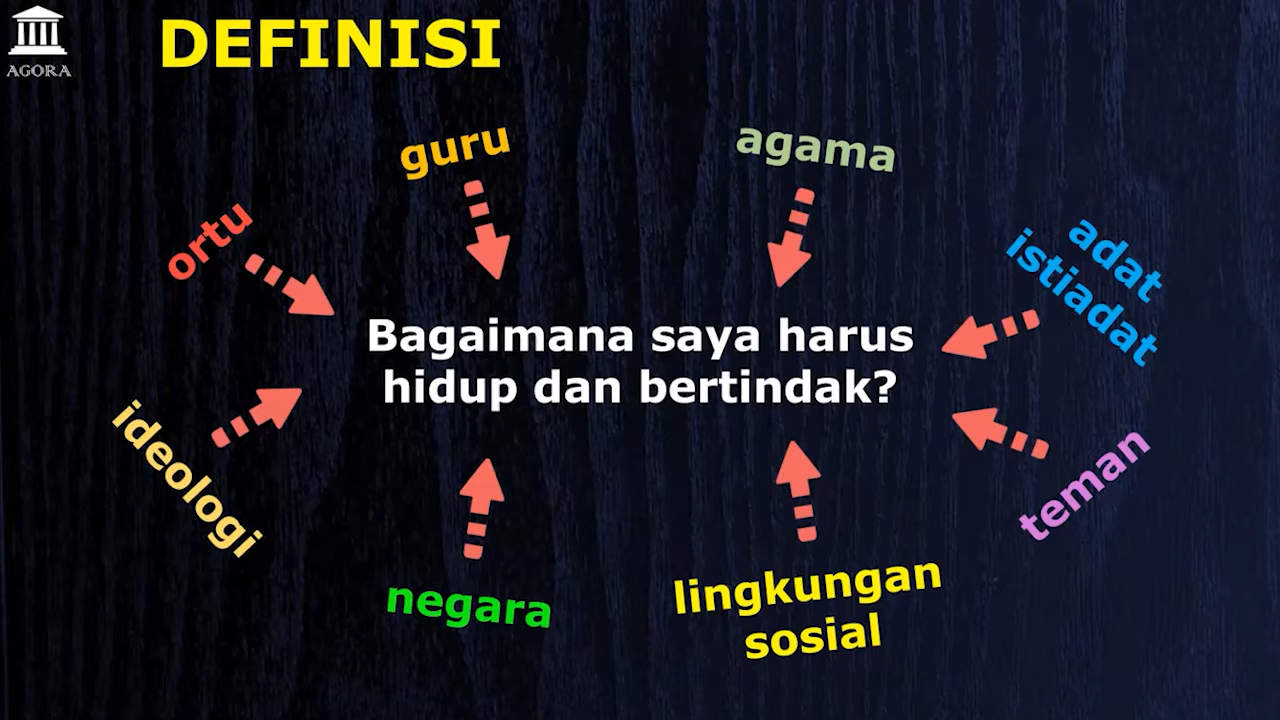 AGORA
DEFINISI
guru
agama
ortu
adat
istiadat
Bagaimana saya harus
hidup dan bertindak?
ideologi
teman
negara
lingkungan
sosial